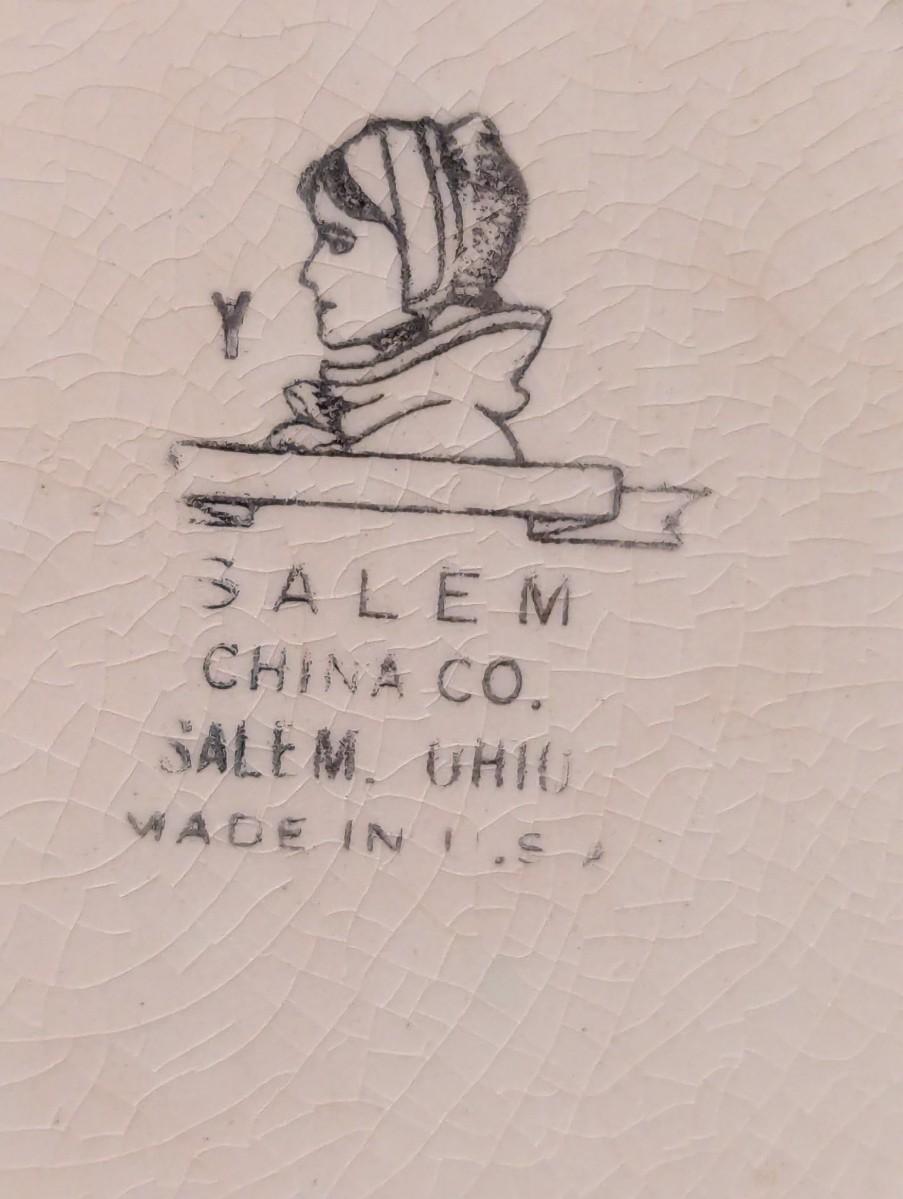 Y
SALEM
CHINA CO.
SALEM. OHIO
MADE IN U.S.A